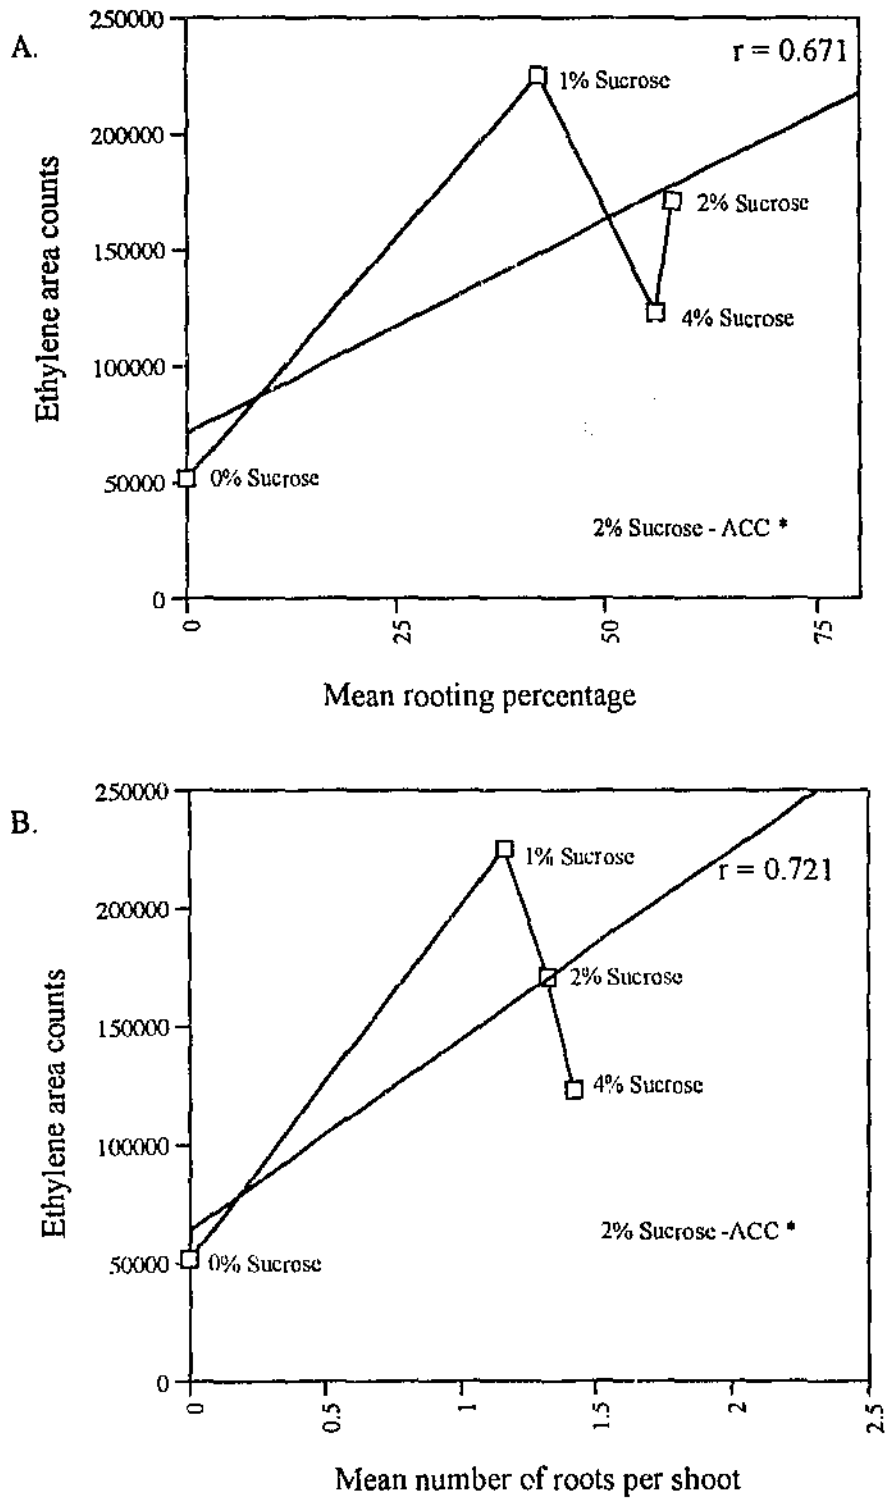 A.
250000
200000
150000
100000
50000
0
Ethylene area counts
r = 0.671
1% Sucrose
2% Sucrose
4% Sucrose
0% Sucrose
2% Sucrose - ACC *
0
25
50
75
Mean rooting percentage
B.
250000
200000
150000
100000
50000
0
Ethylene area counts
1% Sucrose
r = 0.721
2% Sucrose
4% Sucrose
2% Sucrose -ACC *
0% Sucrose
0
0.5
1
1.5
2
2.5
Mean number of roots per shoot